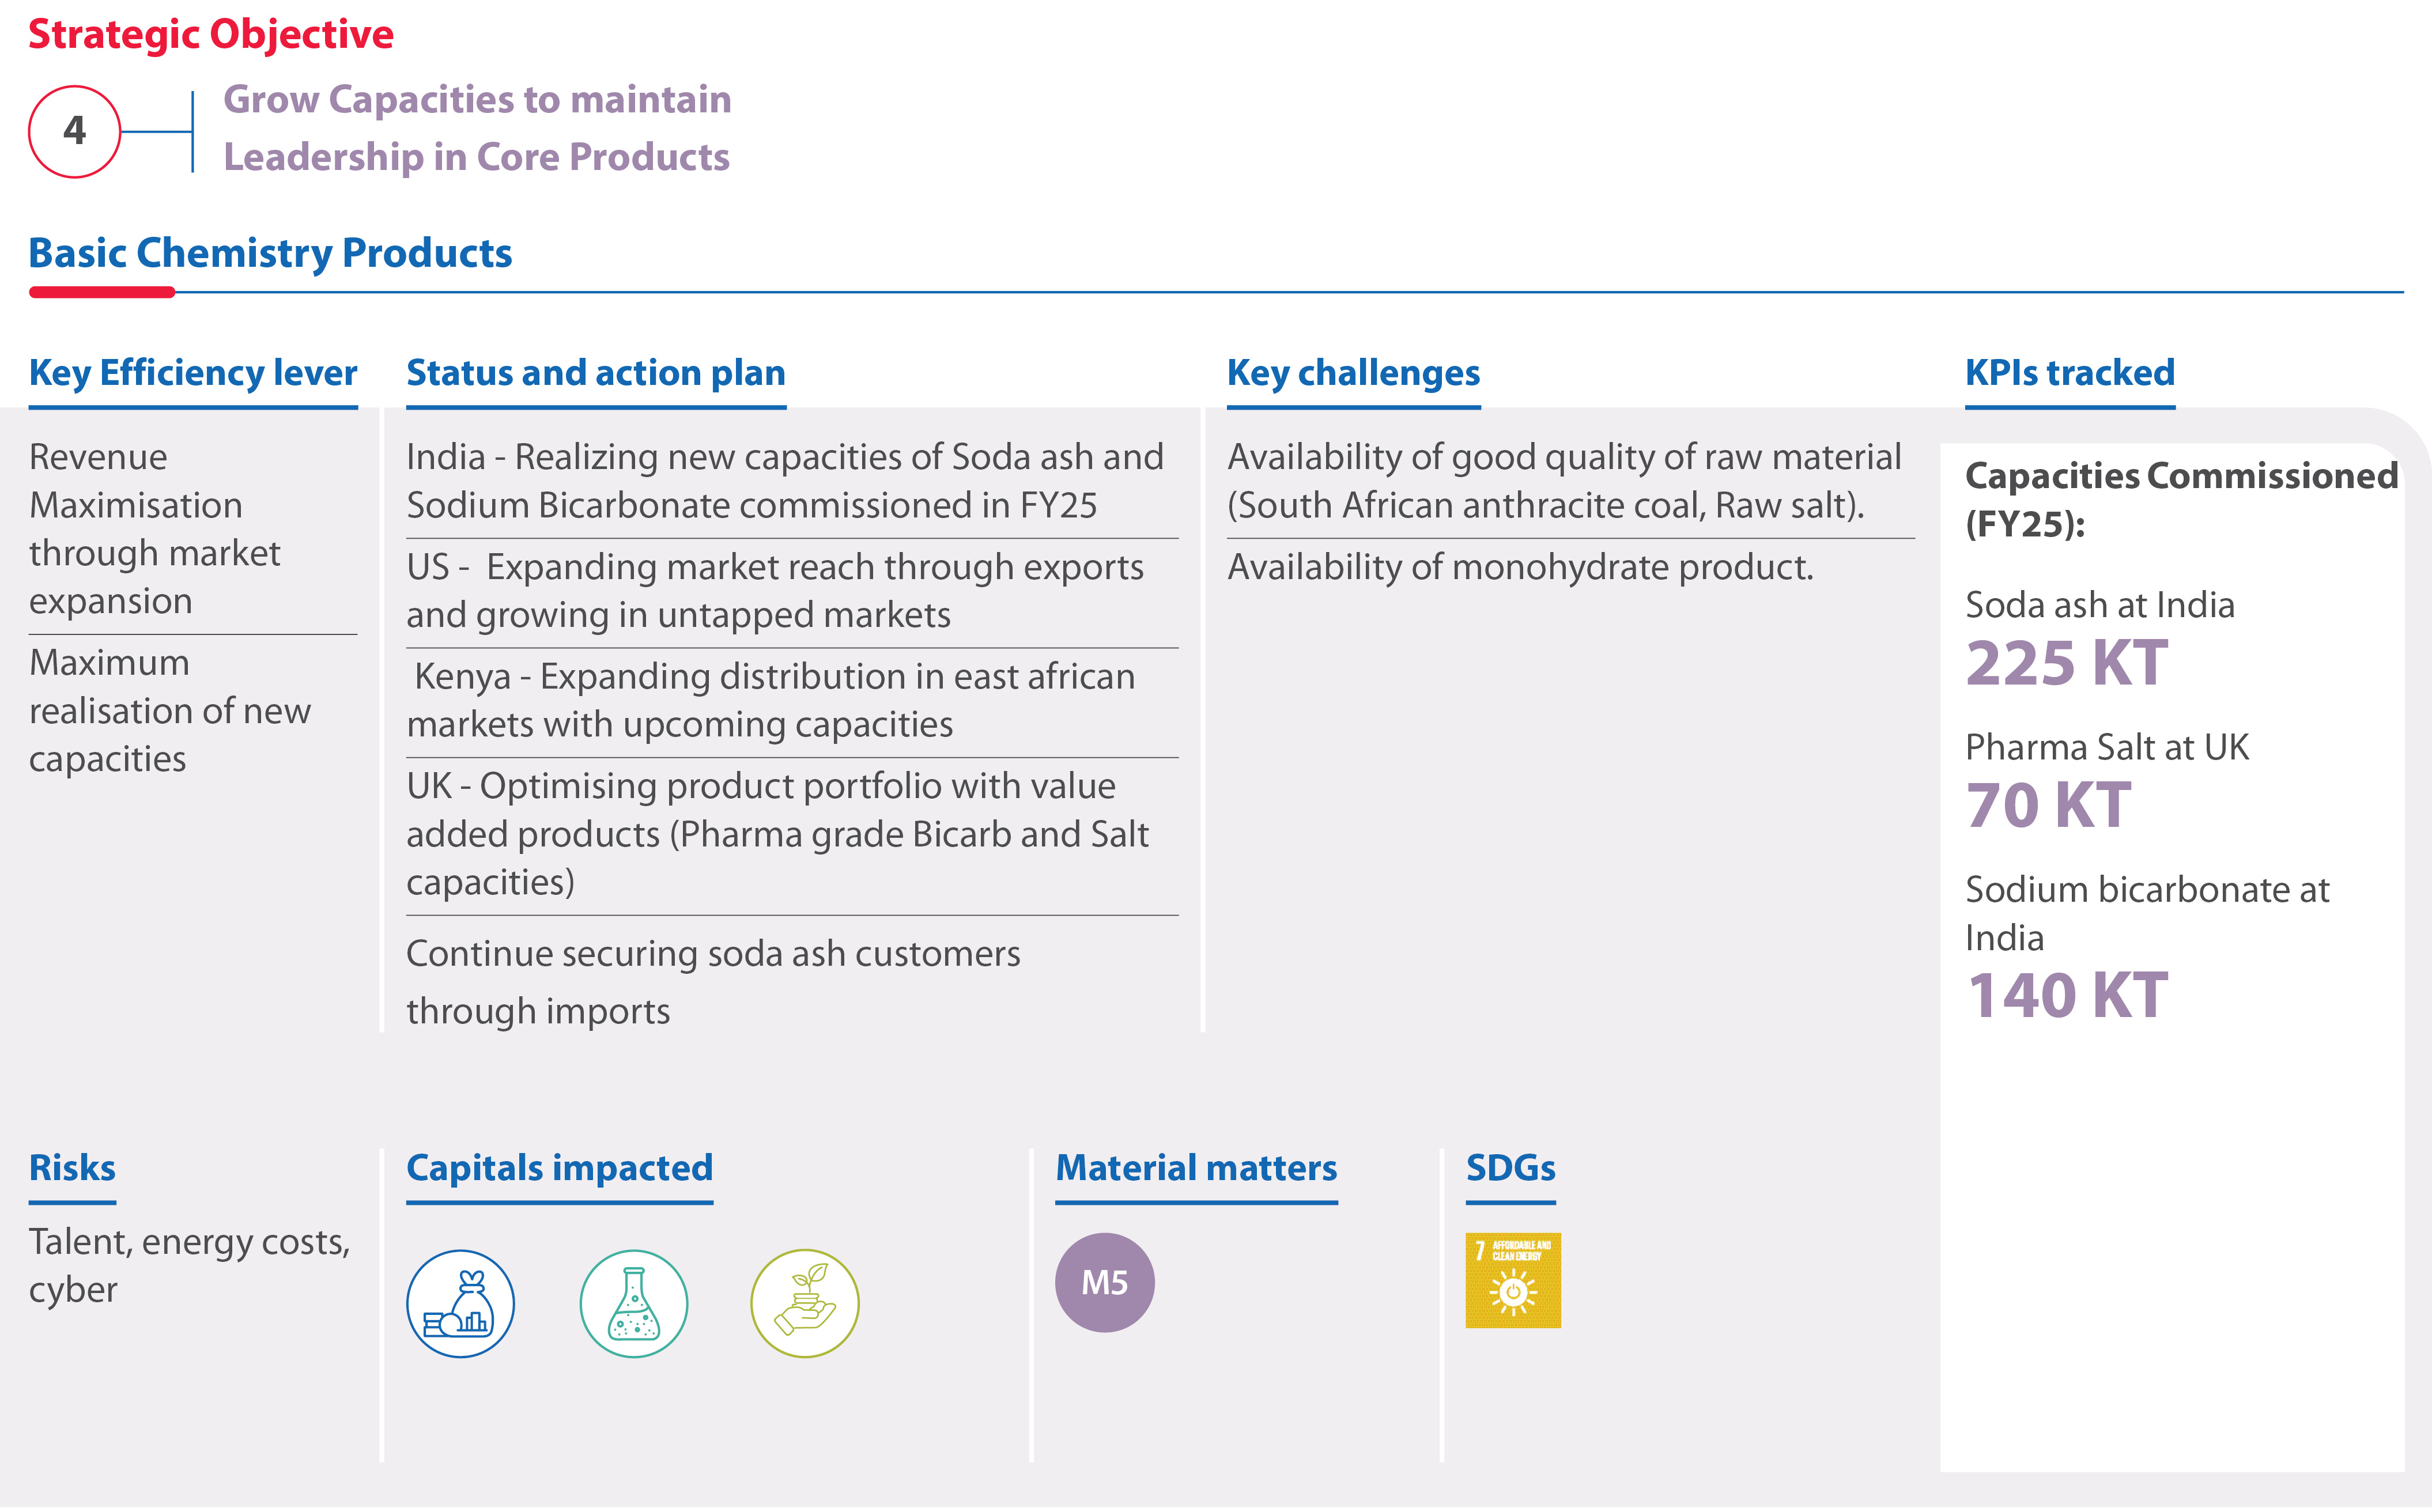 Strategic Objective
4
Grow Capacities to maintain
Leadership in Core Products
Basic Chemistry Products
Key Efficiency lever
Revenue
Maximisation
through market
expansion
Maximum
realisation of new
capacities
Status and action plan
India - Realizing new capacities of Soda ash and
Sodium Bicarbonate commissioned in FY25
US -  Expanding market reach through exports
and growing in untapped markets
Kenya - Expanding distribution in east african
markets with upcoming capacities
UK - Optimising product portfolio with value
added products (Pharma grade Bicarb and Salt
capacities)
Continue securing soda ash customers
through imports
Key challenges
Availability of good quality of raw material
(South African anthracite coal, Raw salt).
Availability of monohydrate product.
KPIs tracked
Capacities Commissioned
(FY25):
Soda ash at India
225 KT
Pharma Salt at UK
70 KT
Sodium bicarbonate at
India
140 KT
Risks
Talent, energy costs,
cyber
Capitals impacted
Material matters
M5
SDGs
7 AFFORDABLE AND
CLEAN ENERGY